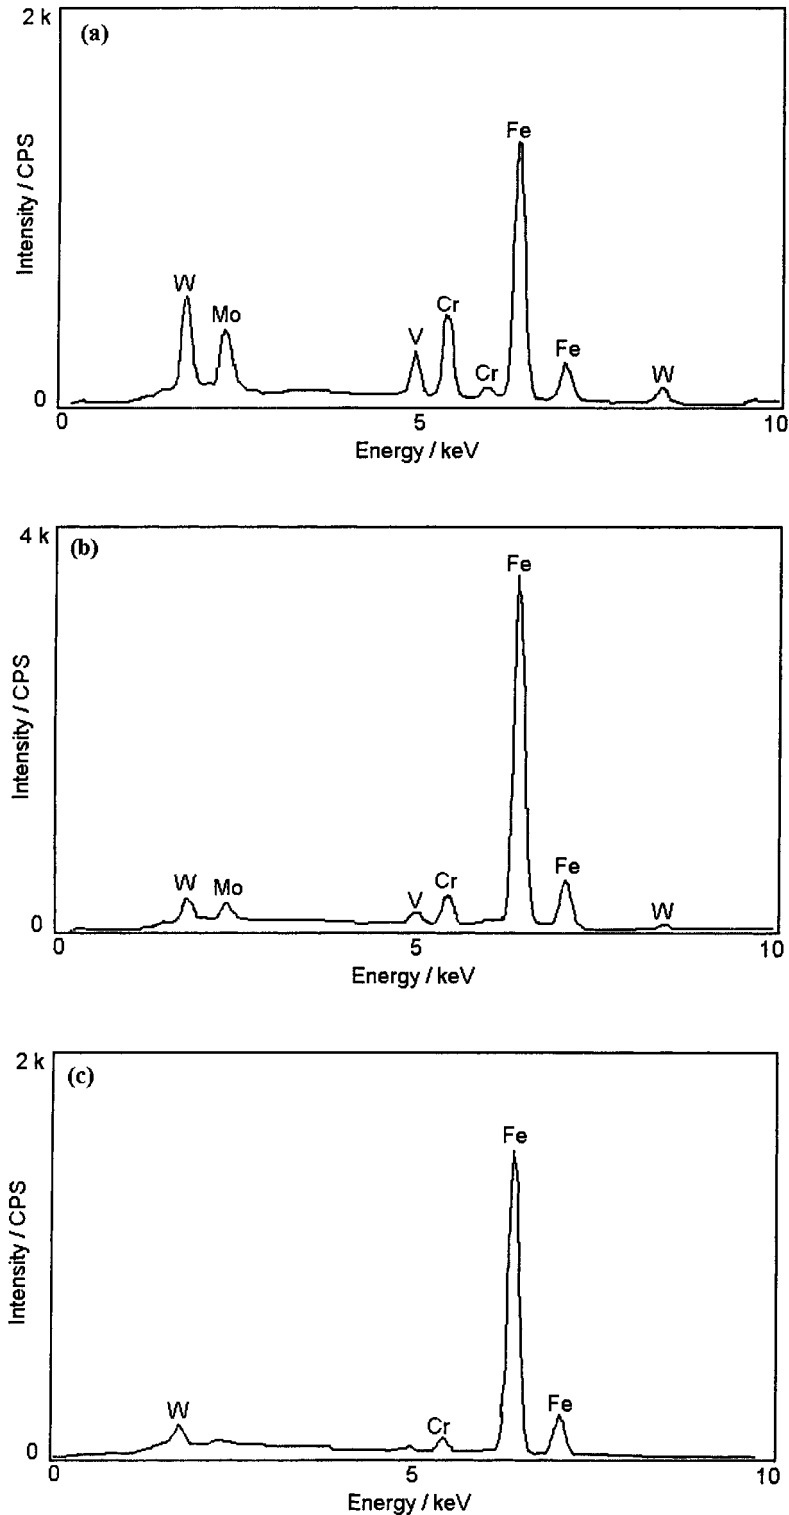 2 k
(a)
Fe
Intensity / CPS
W
Mo
Cr
V
Fe
Cr
W
0
0
5
10
Energy / keV
4 k
(b)
Fe
Intensity / CPS
W
Mo
Cr
V
Fe
W
0
0
5
10
Energy / keV
2 k
(c)
Fe
Intensity / CPS
W
Cr
Fe
0
0
5
10
Energy / keV